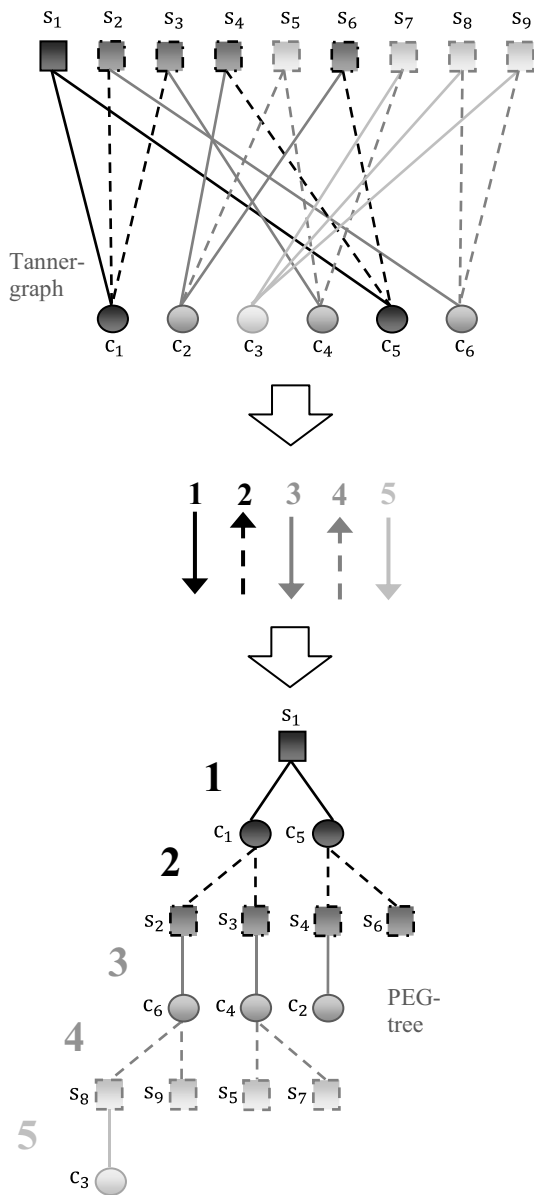 s₁ s₂ s₃ s₄ s₅ s₆ s₇ s₈ s₉
Tanner-
graph
c₁ c₂ c₃ c₄ c₅ c₆
1 2 3 4 5
s₁
1
c₁ c₅
2
s₂ s₃ s₄ s₆
3
c₆ c₄ c₂
PEG-
tree
4
s₈ s₉ s₅ s₇
5
c₃